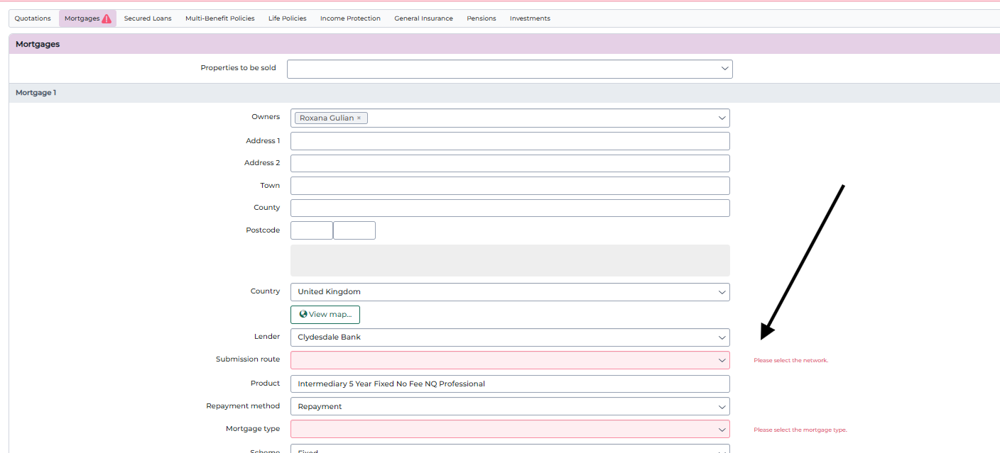 Quotations Mortgages Secured Loans Multi-Benefit Policies Life Policies Income Protection General Insurance Pensions Investments
Mortgages
Properties to be sold
Mortgage 1
Owners Roxana Gulian ×
Address 1
Address 2
Town
County
Postcode
Country United Kingdom
View map...
Lender Clydesdale Bank
Submission route Please select the network.
Product Intermediary 5 Year Fixed No Fee NQ Professional
Repayment method Repayment
Mortgage type Please select the mortgage type.
Scheme Fixed